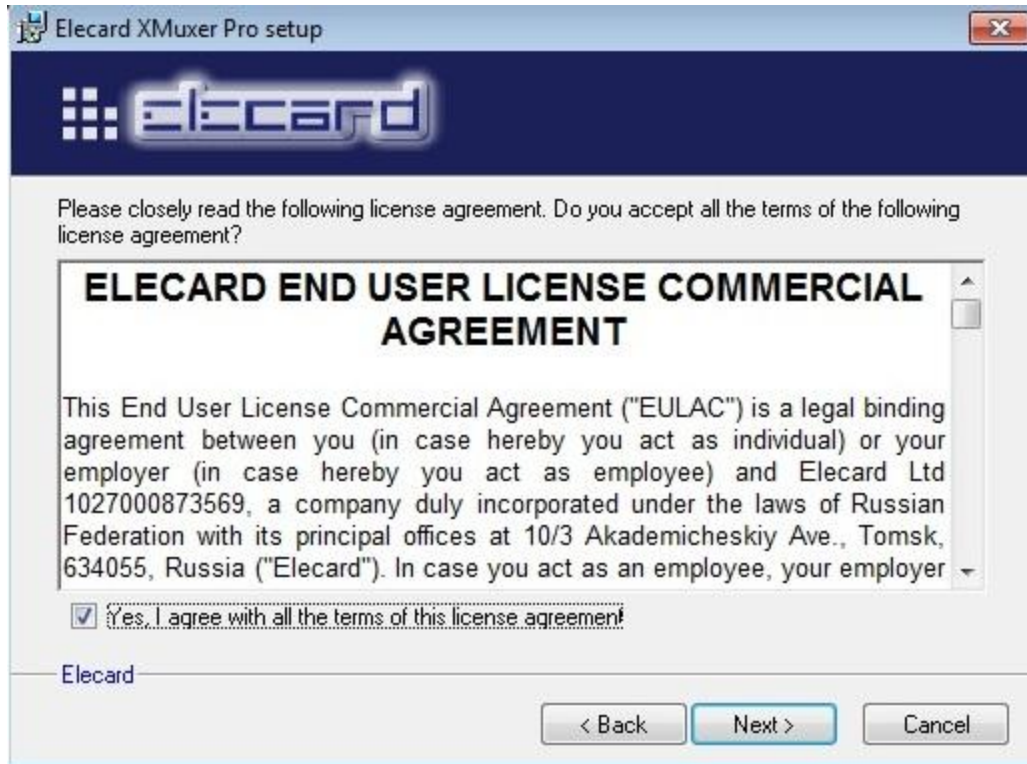 Elecard XMuxer Pro setup
elecard
Please closely read the following license agreement. Do you accept all the terms of the following
license agreement?
ELECARD END USER LICENSE COMMERCIAL
AGREEMENT
This End User License Commercial Agreement ("EULAC") is a legal binding
agreement between you (in case hereby you act as individual) or your
employer (in case hereby you act as employee) and Elecard Ltd
1027000873569, a company duly incorporated under the laws of Russian
Federation with its principal offices at 10/3 Akademicheskiy Ave., Tomsk,
634055, Russia ("Elecard"). In case you act as an employee, your employer
Yes, I agree with all the terms of this license agreement
Elecard
< Back
Next >
Cancel